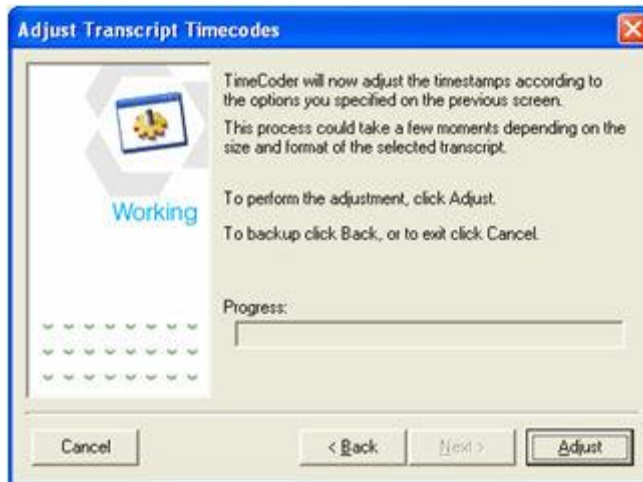 Adjust Transcript Timecodes
TimeCoder will now adjust the timestamps according to
the options you specified on the previous screen.
This process could take a few moments depending on the
size and format of the selected transcript.
Working
To perform the adjustment, click Adjust.
To backup click Back, or to exit click Cancel.
Progress:
Cancel
< Back
Next >
Adjust